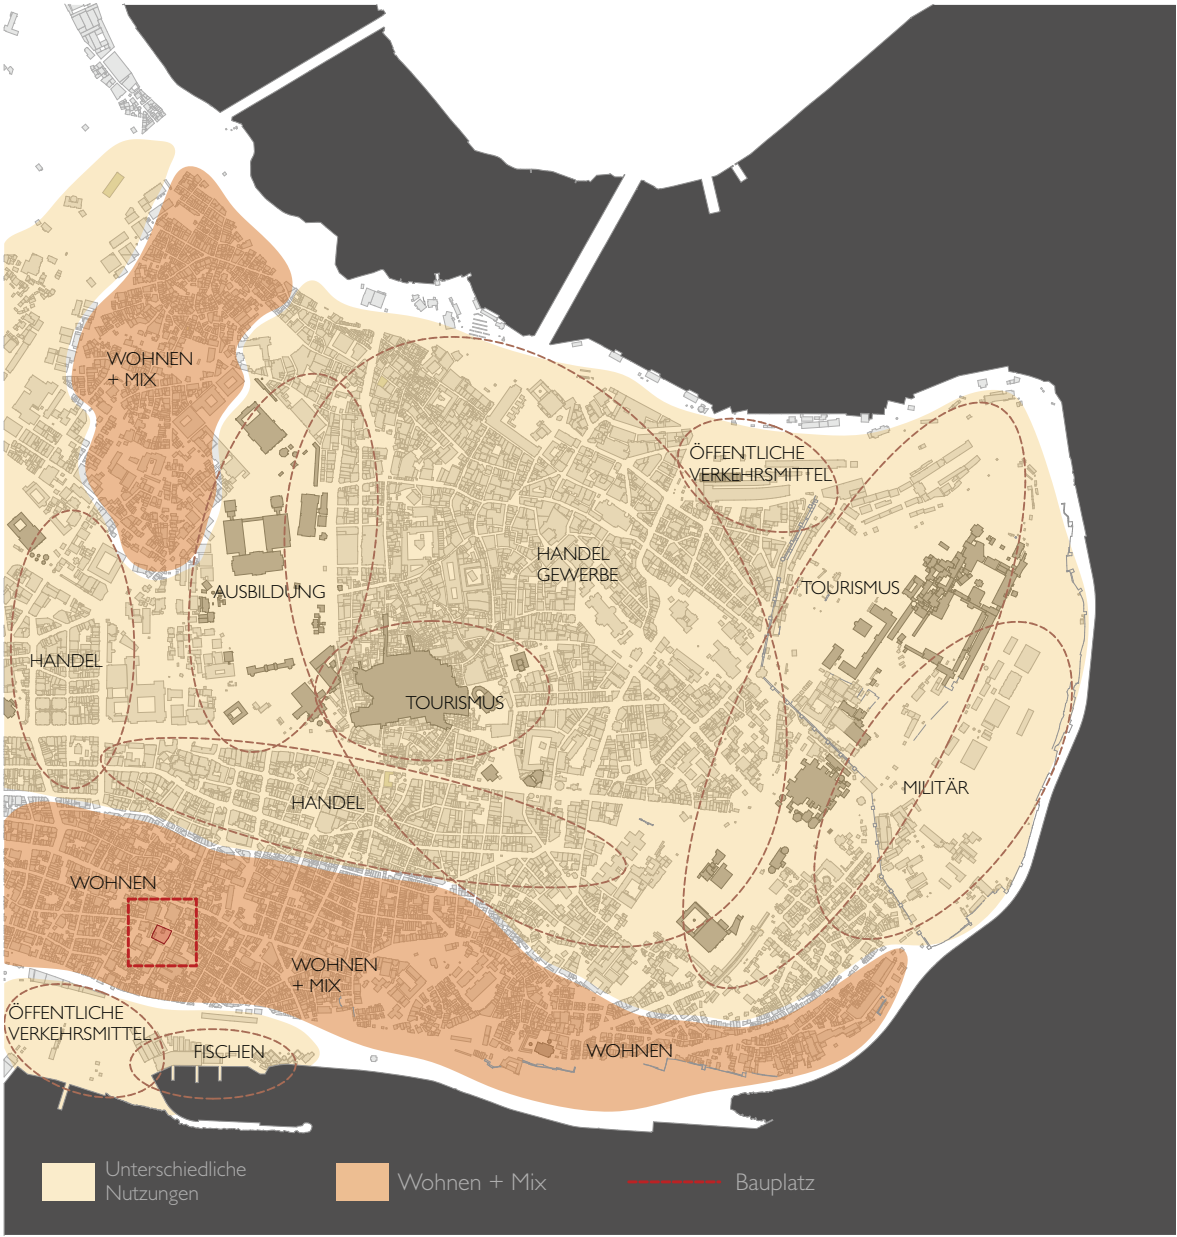 WOHNEN
+ MIX
ÖFFENTLICHE
VERKEHRSMITTEL
HANDEL
GEWERBE
AUSBILDUNG
TOURISMUS
HANDEL
TOURISMUS
HANDEL
MILITÄR
WOHNEN
WOHNEN
+ MIX
ÖFFENTLICHE
VERKEHRSMITTEL
FISCHEN
WOHNEN
Unterschiedliche
Nutzungen
Wohnen + Mix
Bauplatz